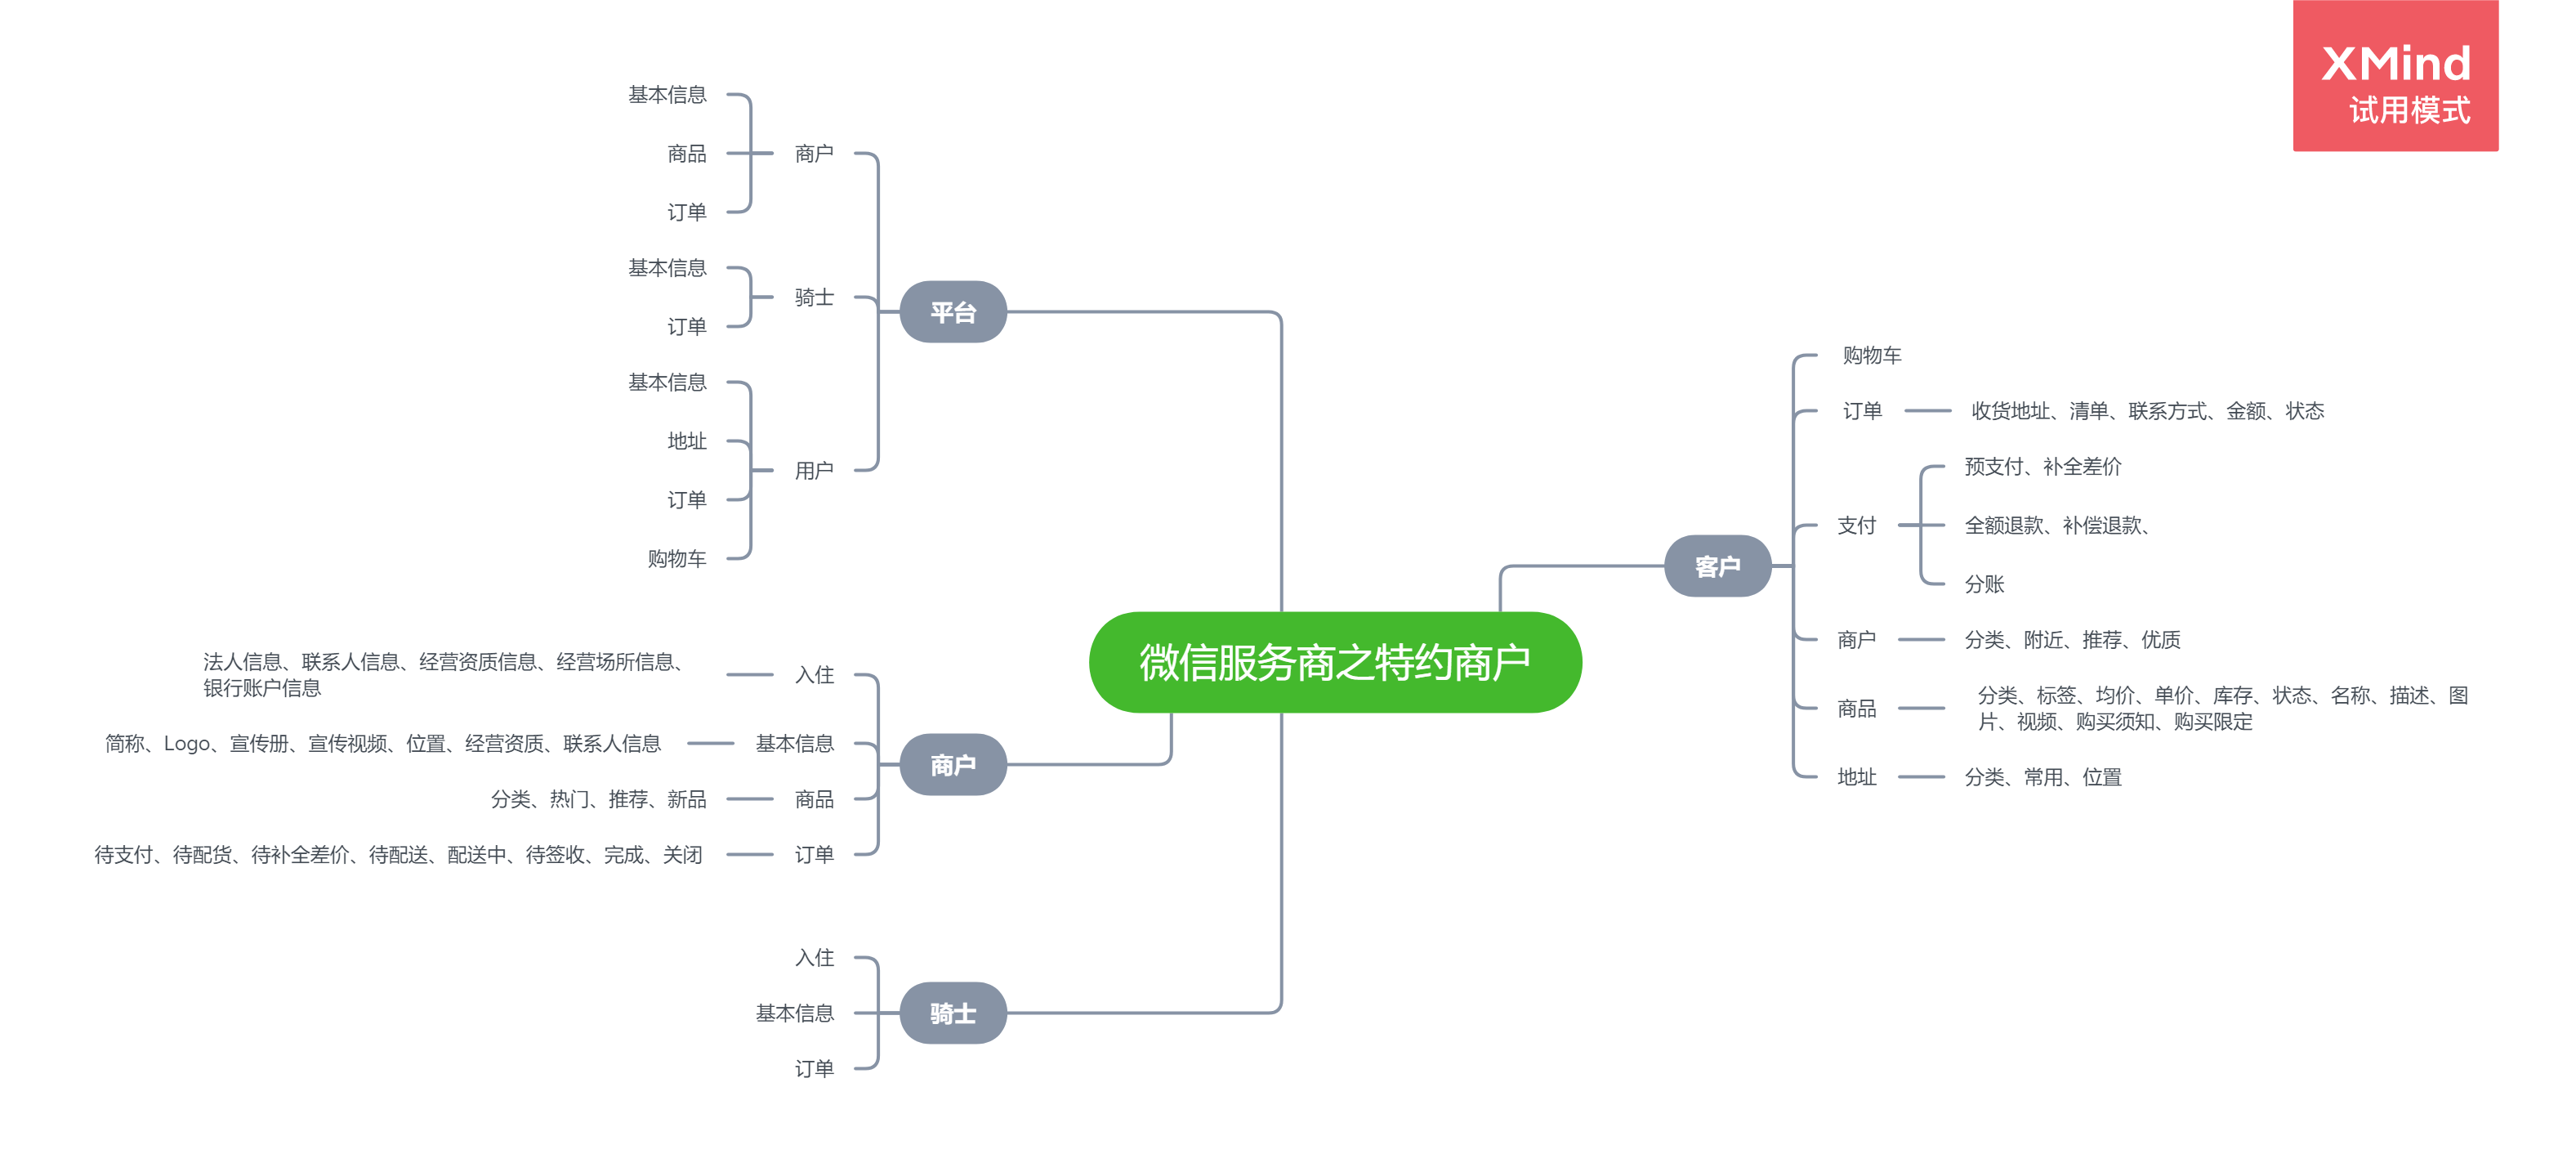 XMind
试用模式
微信服务商之特约商户
客户
购物车
订单
收货地址、清单、联系方式、金额、状态
支付
预支付、补全差价
全额退款、补偿退款、
分账
商户
分类、附近、推荐、优质
商品
分类、标签、均价、单价、库存、状态、名称、描述、图
片、视频、购买须知、购买限定
地址
分类、常用、位置
平台
商户
基本信息
商品
订单
骑士
基本信息
订单
用户
基本信息
地址
订单
购物车
商户
入住
法人信息、联系人信息、经营资质信息、经营场所信息、
银行账户信息
基本信息
简称、Logo、宣传册、宣传视频、位置、经营资质、联系人信息
商品
分类、热门、推荐、新品
订单
待支付、待配货、待补全差价、待配送、配送中、待签收、完成、关闭
骑士
入住
基本信息
订单